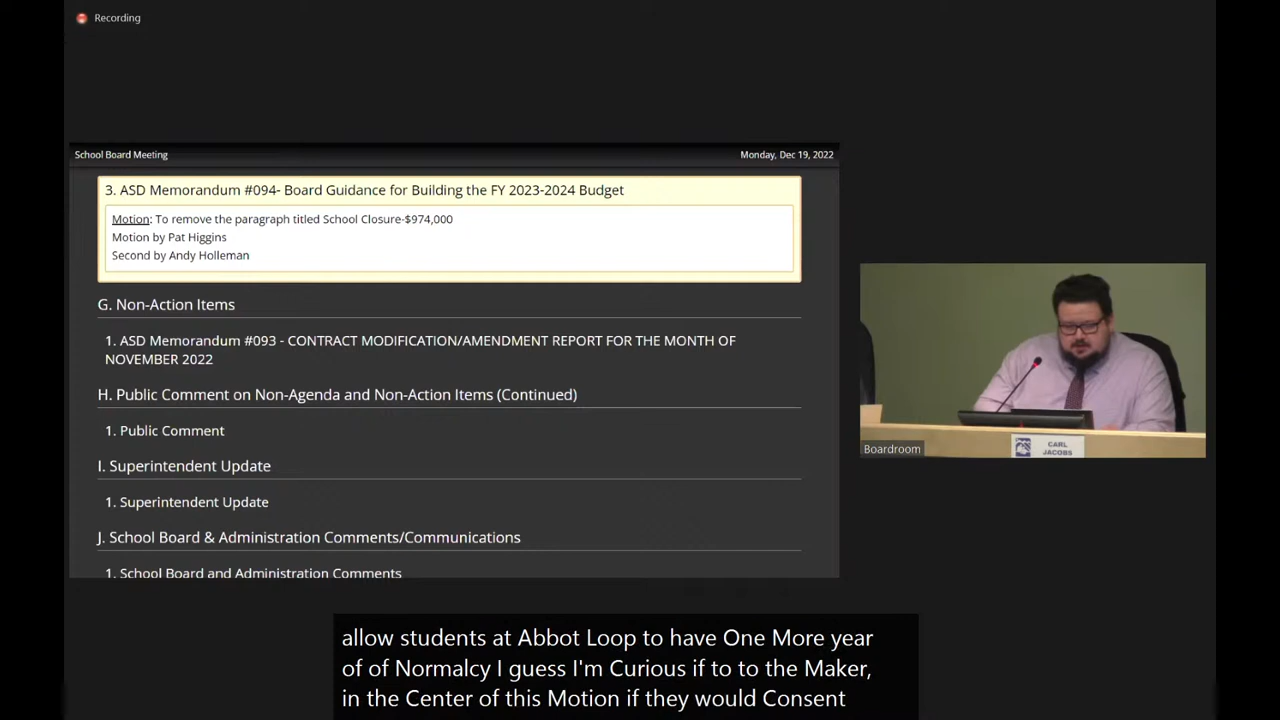 Recording
School Board Meeting
Monday, Dec 19, 2022
3. ASD Memorandum #094- Board Guidance for Building the FY 2023-2024 Budget
Motion: To remove the paragraph titled School Closure-$974,000
Motion by Pat Higgins
Second by Andy Holleman
G. Non-Action Items
1. ASD Memorandum #093 - CONTRACT MODIFICATION/AMENDMENT REPORT FOR THE MONTH OF
NOVEMBER 2022
H. Public Comment on Non-Agenda and Non-Action Items (Continued)
1. Public Comment
I. Superintendent Update
1. Superintendent Update
J. School Board & Administration Comments/Communications
1. School Board and Administration Comments
Boardroom
CARL
JACOBS
allow students at Abbot Loop to have One More year
of of Normalcy I guess I'm Curious if to to the Maker,
in the Center of this Motion if they would Consent